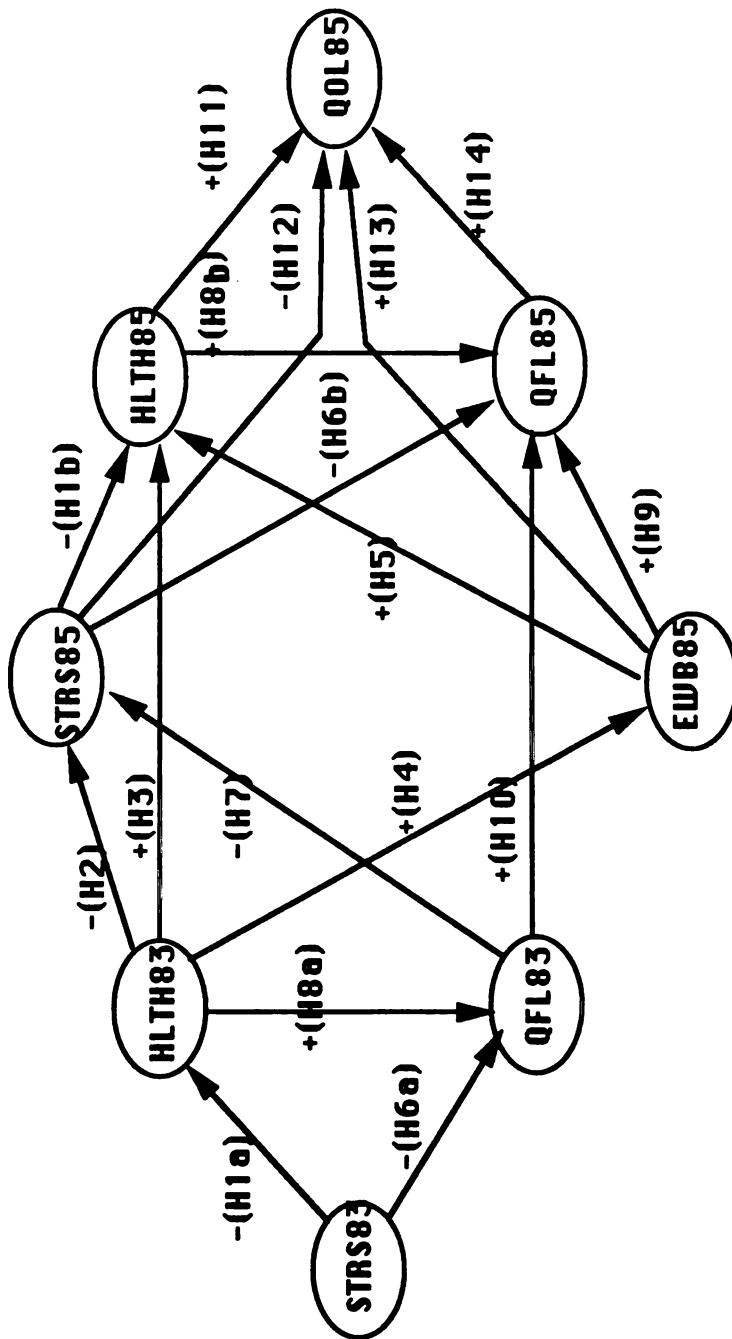 STRS83
-(H1a)
-(H6a)
HLTH83
+(H8a)
QFL83
-(H2)
+(H3)
-(H7)
+(H4)
+(H10)
STRS85
EWB85
-(H1b)
+(H5)
-(H6b)
+(H9)
HLTH85
+(H8b)
QFL85
+(H11)
-(H12)
+(H13)
+(H14)
QOL85